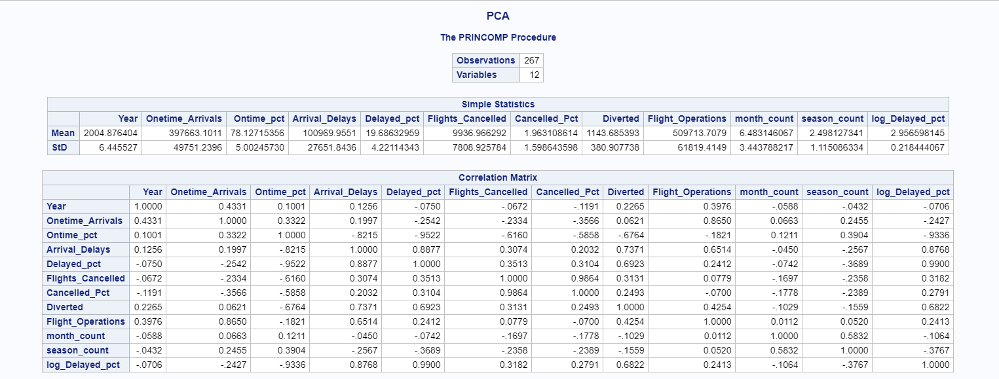 PCA
The PRINCOMP Procedure
Observations 267
Variables 12
Simple Statistics
Year Onetime_Arrivals Ontime_pct Arrival_Delays Delayed_pct Flights_Cancelled Cancelled_Pct Diverted Flight_Operations month_count season_count log_Delayed_pct
Mean 2004.876404 397663.1011 78.12715356 100969.9551 19.68632959 9936.966292 1.963108614 1143.685393 509713.7079 6.483146067 2.498127341 2.956598145
StD 6.445527 49751.2396 5.00245730 27651.8436 4.22114343 7808.925784 1.598643598 380.907738 61819.4149 3.443788217 1.115086334 0.218444067
Correlation Matrix
Year Onetime_Arrivals Ontime_pct Arrival_Delays Delayed_pct Flights_Cancelled Cancelled_Pct Diverted Flight_Operations month_count season_count log_Delayed_pct
Year 1.0000 0.4331 0.1001 0.1256 -.0750 -.0672 -.1191 0.2265 0.3976 -.0588 -.0432 -.0706
Onetime_Arrivals 0.4331 1.0000 0.3322 0.1997 -.2542 -.2334 -.3566 0.0621 0.8650 0.0663 0.2455 -.2427
Ontime_pct 0.1001 0.3322 1.0000 -.8215 -.9522 -.6160 -.5858 -.6764 -.1821 0.1211 0.3904 -.9336
Arrival_Delays 0.1256 0.1997 -.8215 1.0000 0.8877 0.3074 0.2032 0.7371 0.6514 -.0450 -.2567 0.8768
Delayed_pct -.0750 -.2542 -.9522 0.8877 1.0000 0.3513 0.3104 0.6923 0.2412 -.0742 -.3689 0.9900
Flights_Cancelled -.0672 -.2334 -.6160 0.3074 0.3513 1.0000 0.9864 0.3131 0.0779 -.1697 -.2358 0.3182
Cancelled_Pct -.1191 -.3566 -.5858 0.2032 0.3104 0.9864 1.0000 0.2493 -.0700 -.1778 -.2389 0.2791
Diverted 0.2265 0.0621 -.6764 0.7371 0.6923 0.3131 0.2493 1.0000 0.4254 -.1029 -.1559 0.6822
Flight_Operations 0.3976 0.8650 -.1821 0.6514 0.2412 0.0779 -.0700 0.4254 1.0000 0.0112 0.0520 0.2413
month_count -.0588 0.0663 0.1211 -.0450 -.0742 -.1697 -.1778 -.1029 0.0112 1.0000 0.5832 -.1064
season_count -.0432 0.2455 0.3904 -.2567 -.3689 -.2358 -.2389 -.1559 0.0520 0.5832 1.0000 -.3767
log_Delayed_pct -.0706 -.2427 -.9336 0.8768 0.9900 0.3182 0.2791 0.6822 0.2413 -.1064 -.3767 1.0000